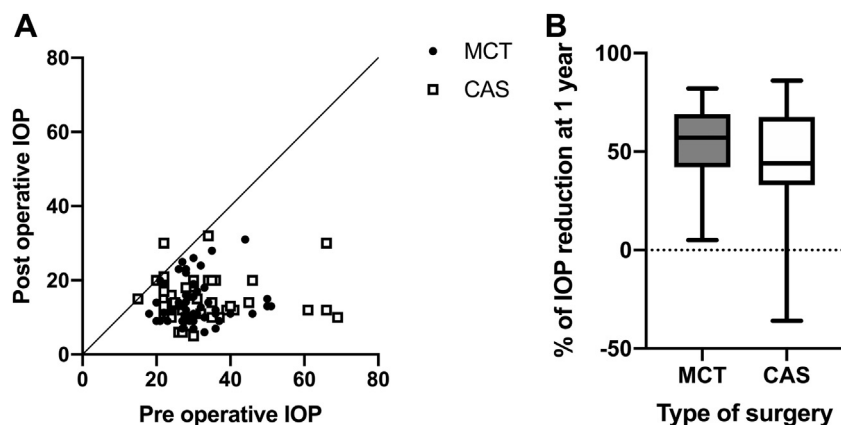 A
80
60
40
20
0
Post operative IOP
0 20 40 60 80
Pre operative IOP
MCT
CAS
B
100
50
0
-50
% of IOP reduction at 1 year
MCT CAS
Type of surgery